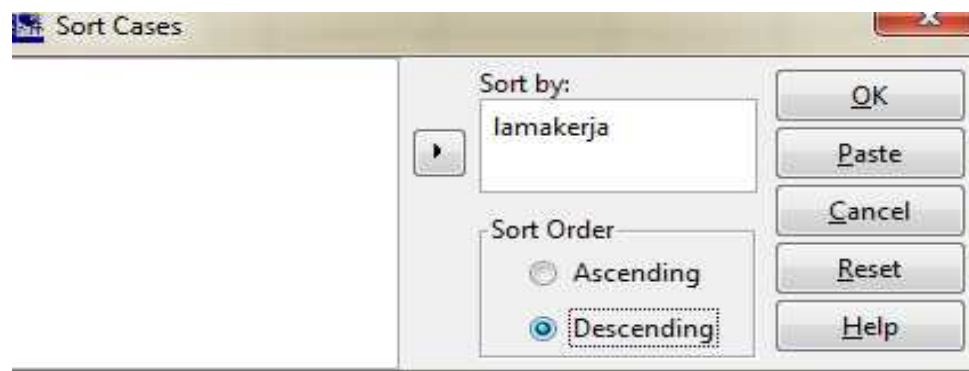 Sort Cases
Sort by:
lamakerja
Sort Order
Ascending
Descending
OK
Paste
Cancel
Reset
Help